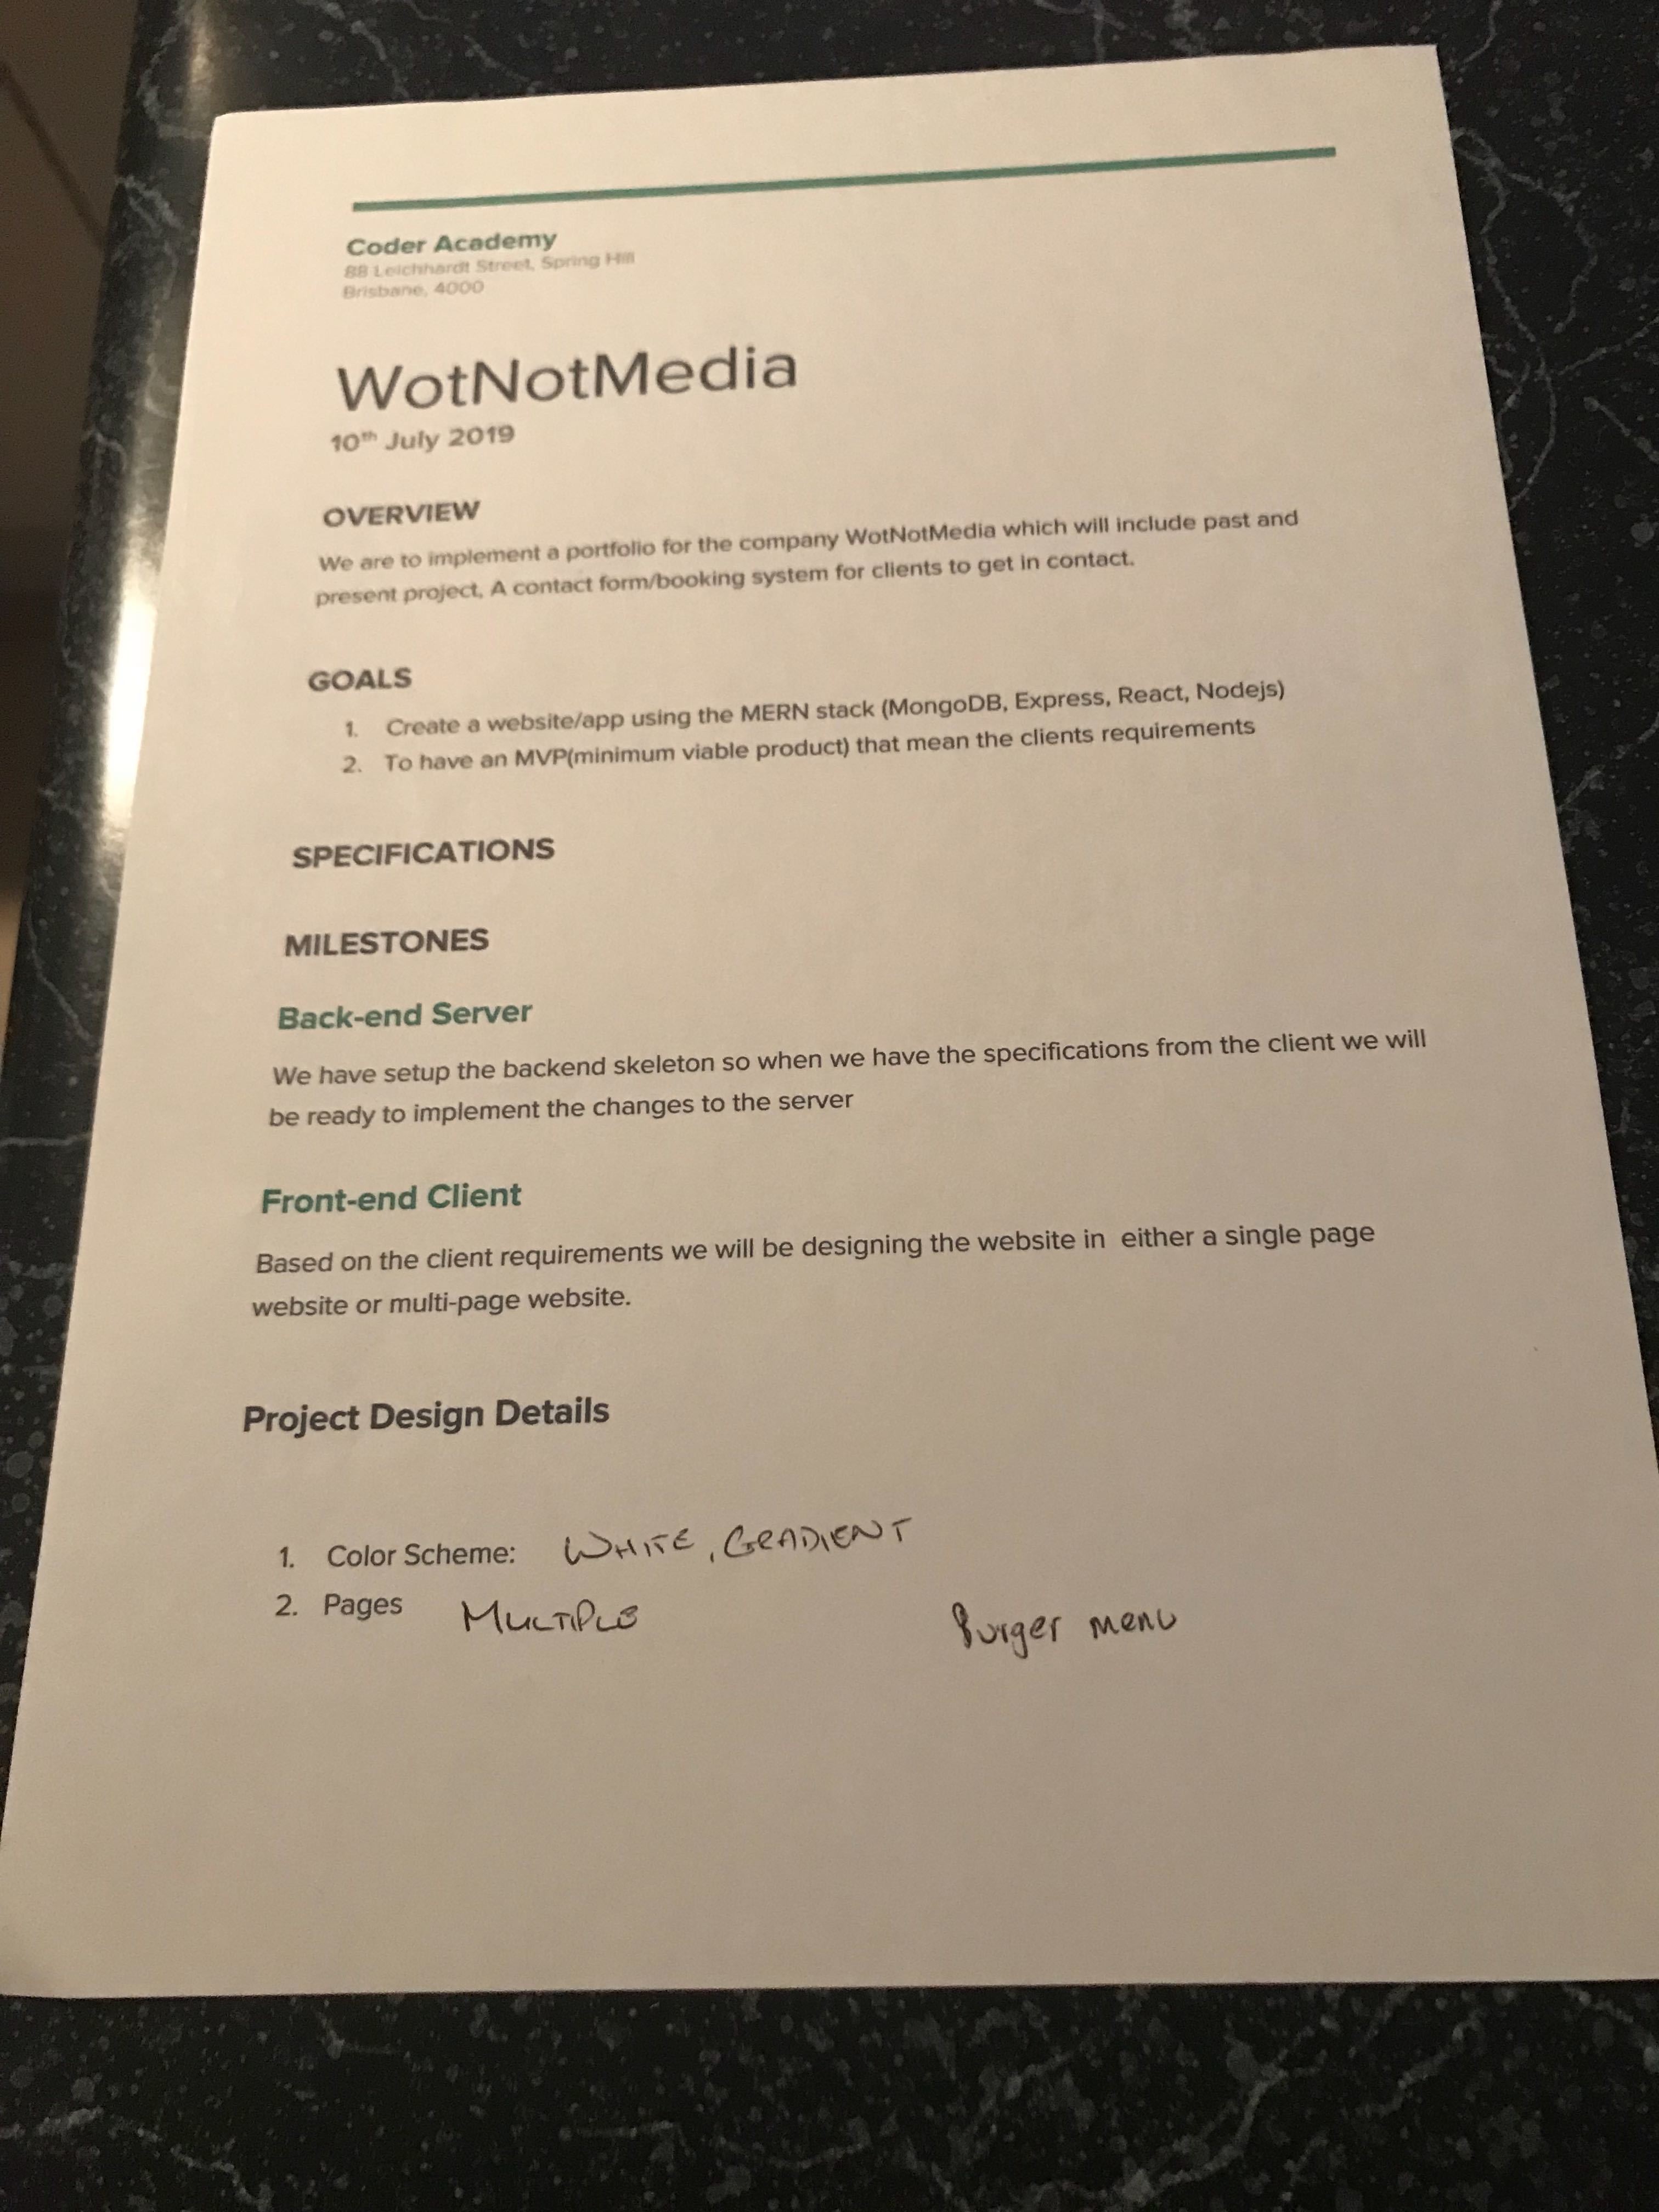 Coder Academy
88 Leichhardt Street, Spring Hill
Brisbane, 4000
WotNotMedia
10th July 2019
OVERVIEW
We are to implement a portfolio for the company WotNotMedia which will include past and
present project, A contact form/booking system for clients to get in contact.
GOALS
1. Create a website/app using the MERN stack (MongoDB, Express, React, Nodejs)
2. To have an MVP(minimum viable product) that mean the clients requirements
SPECIFICATIONS
MILESTONES
Back-end Server
We have setup the backend skeleton so when we have the specifications from the client we will
be ready to implement the changes to the server
Front-end Client
Based on the client requirements we will be designing the website in either a single page
website or multi-page website.
Project Design Details
1. Color Scheme: WHITE, GRADIENT
2. Pages MULTIPLE Burger menu